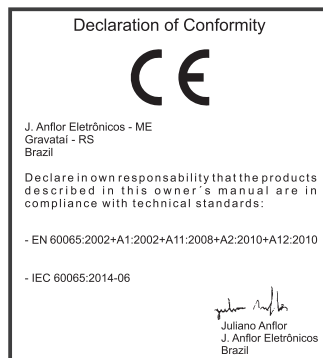 Declaration of Conformity
CE
J. Anflor Eletrônicos - ME
Gravataí - RS
Brazil
Declare in own responsability that the products
described in this owner´s manual are in
compliance with technical standards:
- EN 60065:2002+A1:2002+A11:2008+A2:2010+A12:2010
- IEC 60065:2014-06
Juliano Anflor
J. Anflor Eletrônicos
Brazil